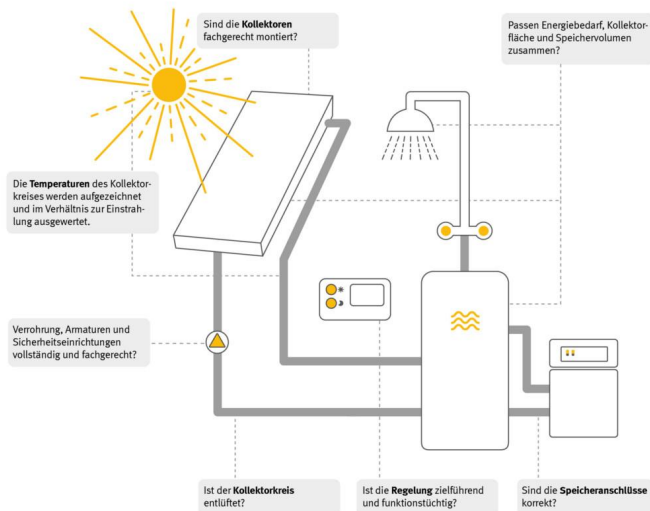 Sind die Kollektoren
fachgerecht montiert?
Passen Energiebedarf, Kollektor-
fläche und Speichervolumen
zusammen?
Die Temperaturen des Kollektor-
kreises werden aufgezeichnet
und im Verhältnis zur Einstrah-
lung ausgewertet.
Verrohrung, Armaturen und
Sicherheitseinrichtungen
vollständig und fachgerecht?
Ist der Kollektorkreis
entlüftet?
Ist die Regelung zielführend
und funktionstüchtig?
Sind die Speicheranschlüsse
korrekt?